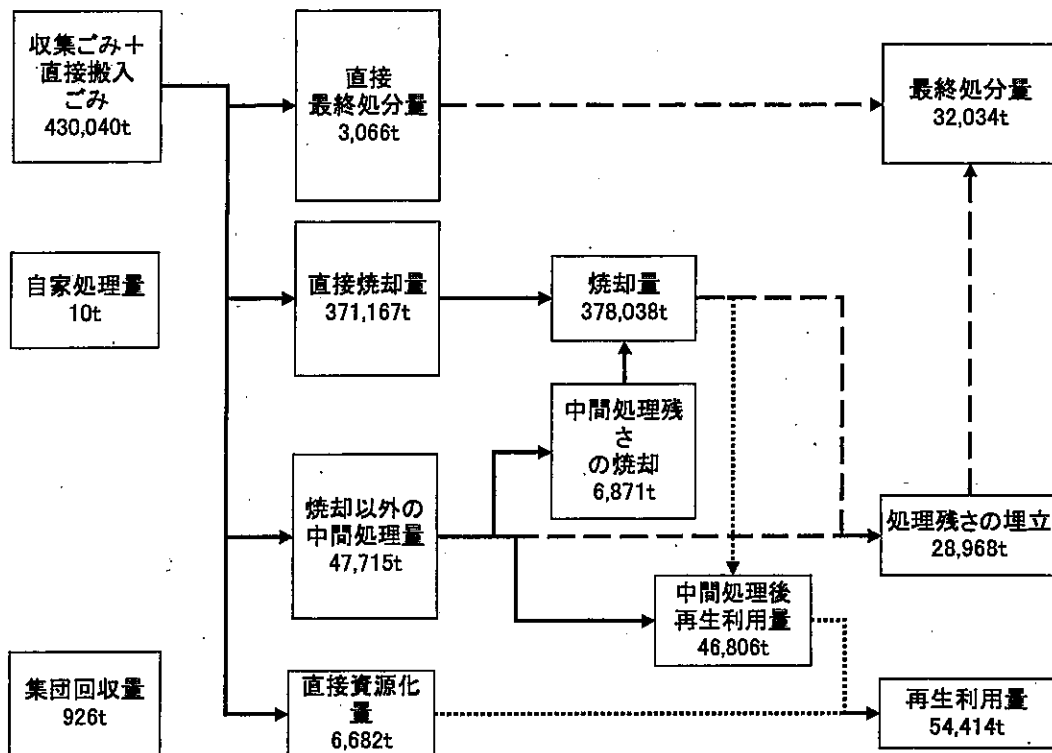 収集ごみ＋
直接搬入
ごみ
430,040t
直接
最終処分量
3,066t
最終処分量
32,034t
自家処理量
10t
直接焼却量
371,167t
焼却量
378,038t
中間処理残
さ
の焼却
6,871t
焼却以外の
中間処理量
47,715t
処理残さの埋立
28,968t
中間処理後
再生利用量
46,806t
集団回収量
926t
直接資源化
量
6,682t
再生利用量
54,414t